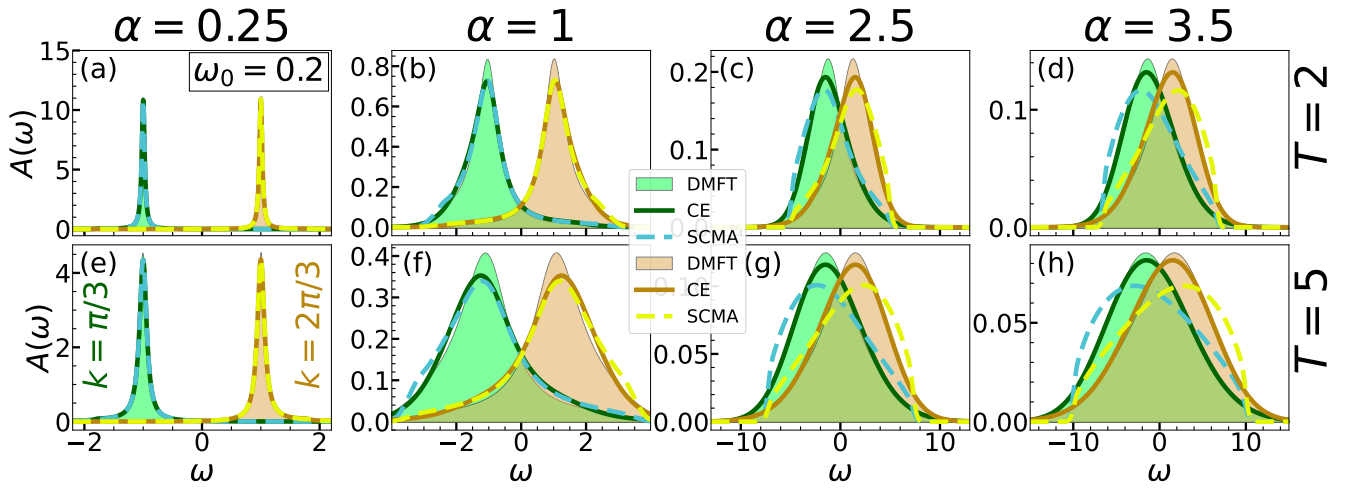 α = 0.25
α = 1
α = 2.5
α = 3.5
(a)
ω₀ = 0.2
(b)
(c)
(d)
T = 2
A(ω)
15
10
5
0
0.8
0.6
0.4
0.2
0.0
0.2
0.1
0.1
0.0
DMFT
CE
SCMA
DMFT
CE
SCMA
(e)
(f)
(g)
(h)
T = 5
A(ω)
k = π/3
k = 2π/3
4
2
0
0.4
0.3
0.2
0.1
0.0
0.05
0.00
0.05
0.00
−2
0
2
−2
0
2
−10
0
10
−10
0
10
ω
ω
ω
ω